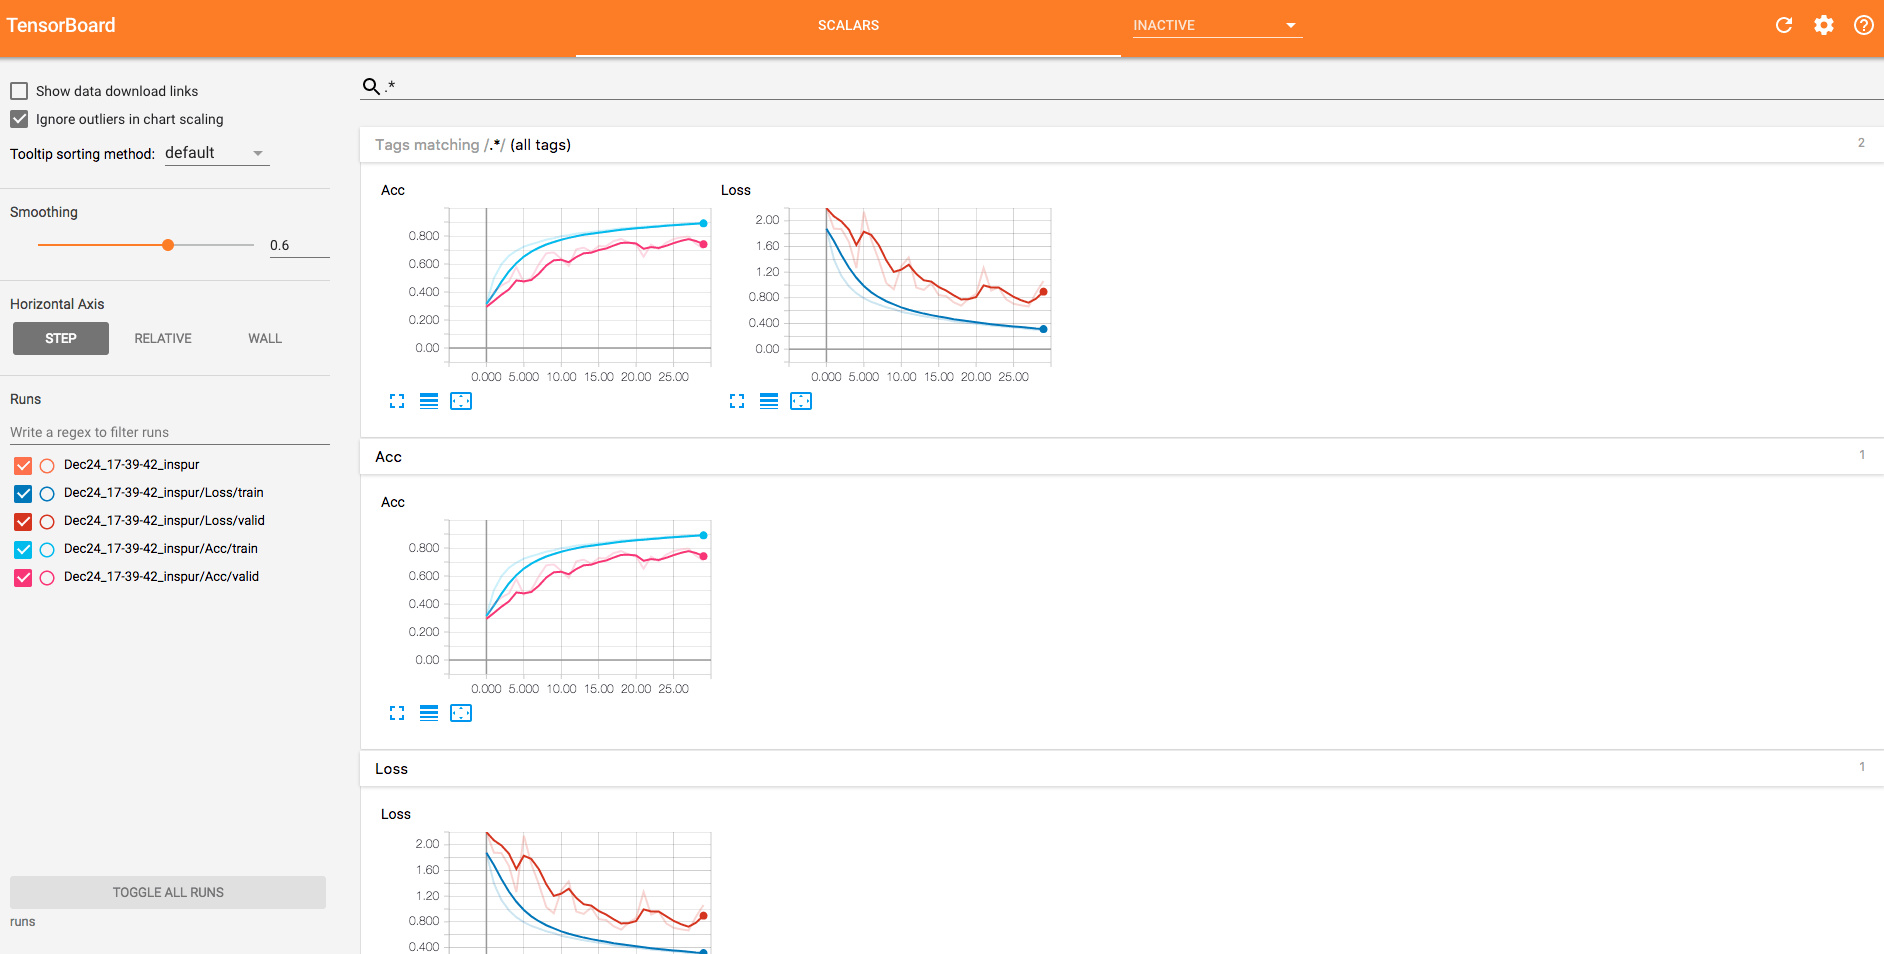 TensorBoard
SCALARS
INACTIVE
Show data download links
Ignore outliers in chart scaling
Tooltip sorting method: default
Smoothing
0.6
Horizontal Axis
STEP RELATIVE WALL
Runs
Write a regex to filter runs
Dec24_17-39-42_inspur
Dec24_17-39-42_inspur/Loss/train
Dec24_17-39-42_inspur/Loss/valid
Dec24_17-39-42_inspur/Acc/train
Dec24_17-39-42_inspur/Acc/valid
TOGGLE ALL RUNS
runs
.*
Tags matching /.*/ (all tags) 2
Acc
0.800
0.600
0.400
0.200
0.00
0.000 5.000 10.00 15.00 20.00 25.00
Loss
2.00
1.60
1.20
0.800
0.400
0.00
0.000 5.000 10.00 15.00 20.00 25.00
Acc 1
Acc
0.800
0.600
0.400
0.200
0.00
0.000 5.000 10.00 15.00 20.00 25.00
Loss 1
Loss
2.00
1.60
1.20
0.800
0.400